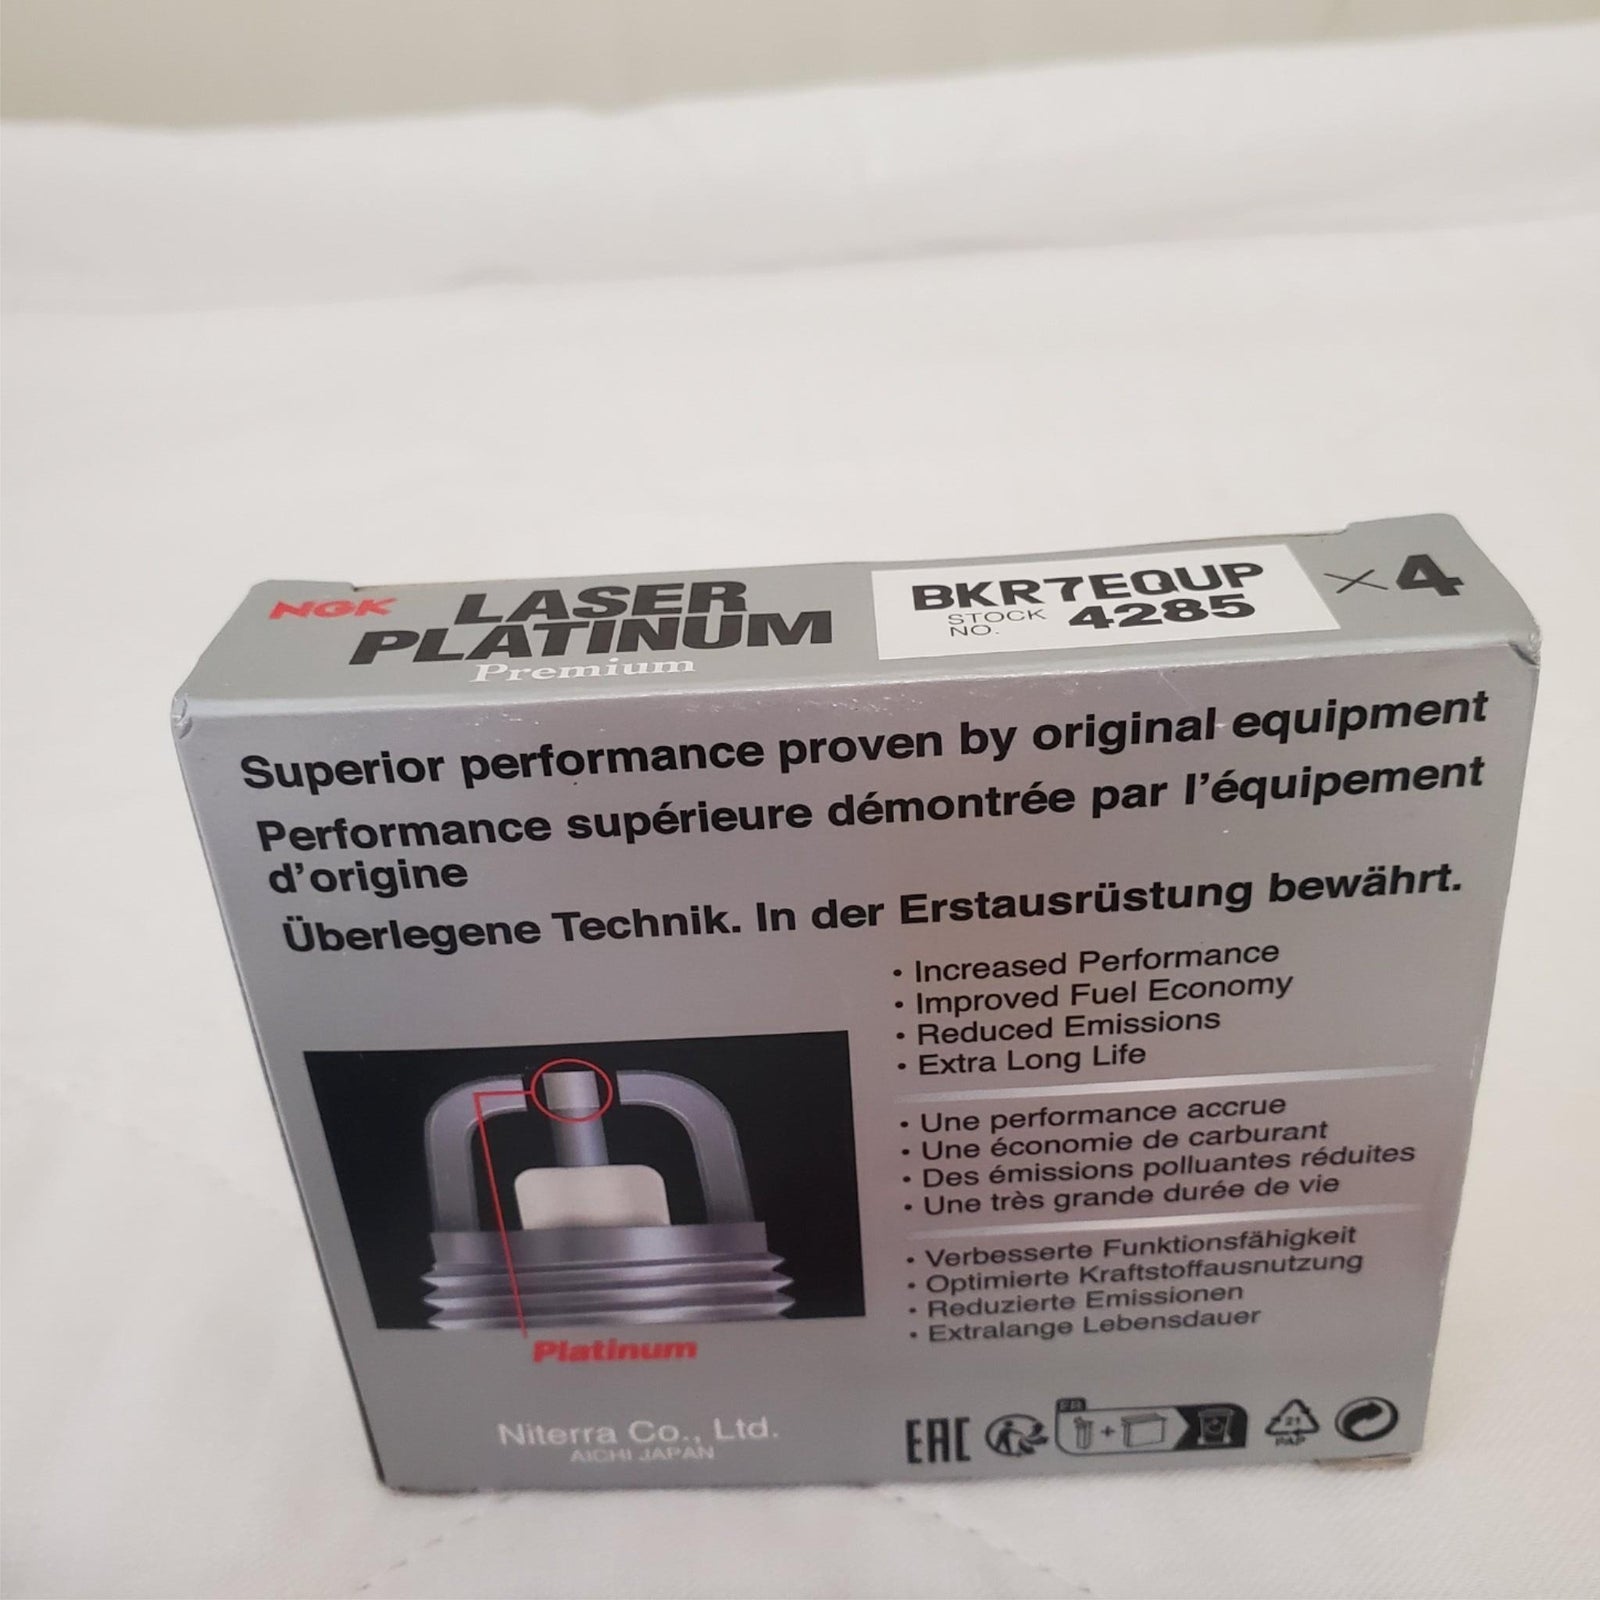 NGK
LASER
PLATINUM
Premium
BKR7EQUP
STOCK
NO. 4285
×4
Superior performance proven by original equipment
Performance supérieure démontrée par l'équipement
d'origine
Überlegene Technik. In der Erstausrüstung bewährt.
• Increased Performance
• Improved Fuel Economy
• Reduced Emissions
• Extra Long Life
• Une performance accrue
• Une économie de carburant
• Des émissions polluantes réduites
• Une très grande durée de vie
• Verbesserte Funktionsfähigkeit
• Optimierte Kraftstoffausnutzung
• Reduzierte Emissionen
• Extralange Lebensdauer
Platinum
Niterra Co., Ltd.
AICHI JAPAN
EAC
FR
+
21
PAP